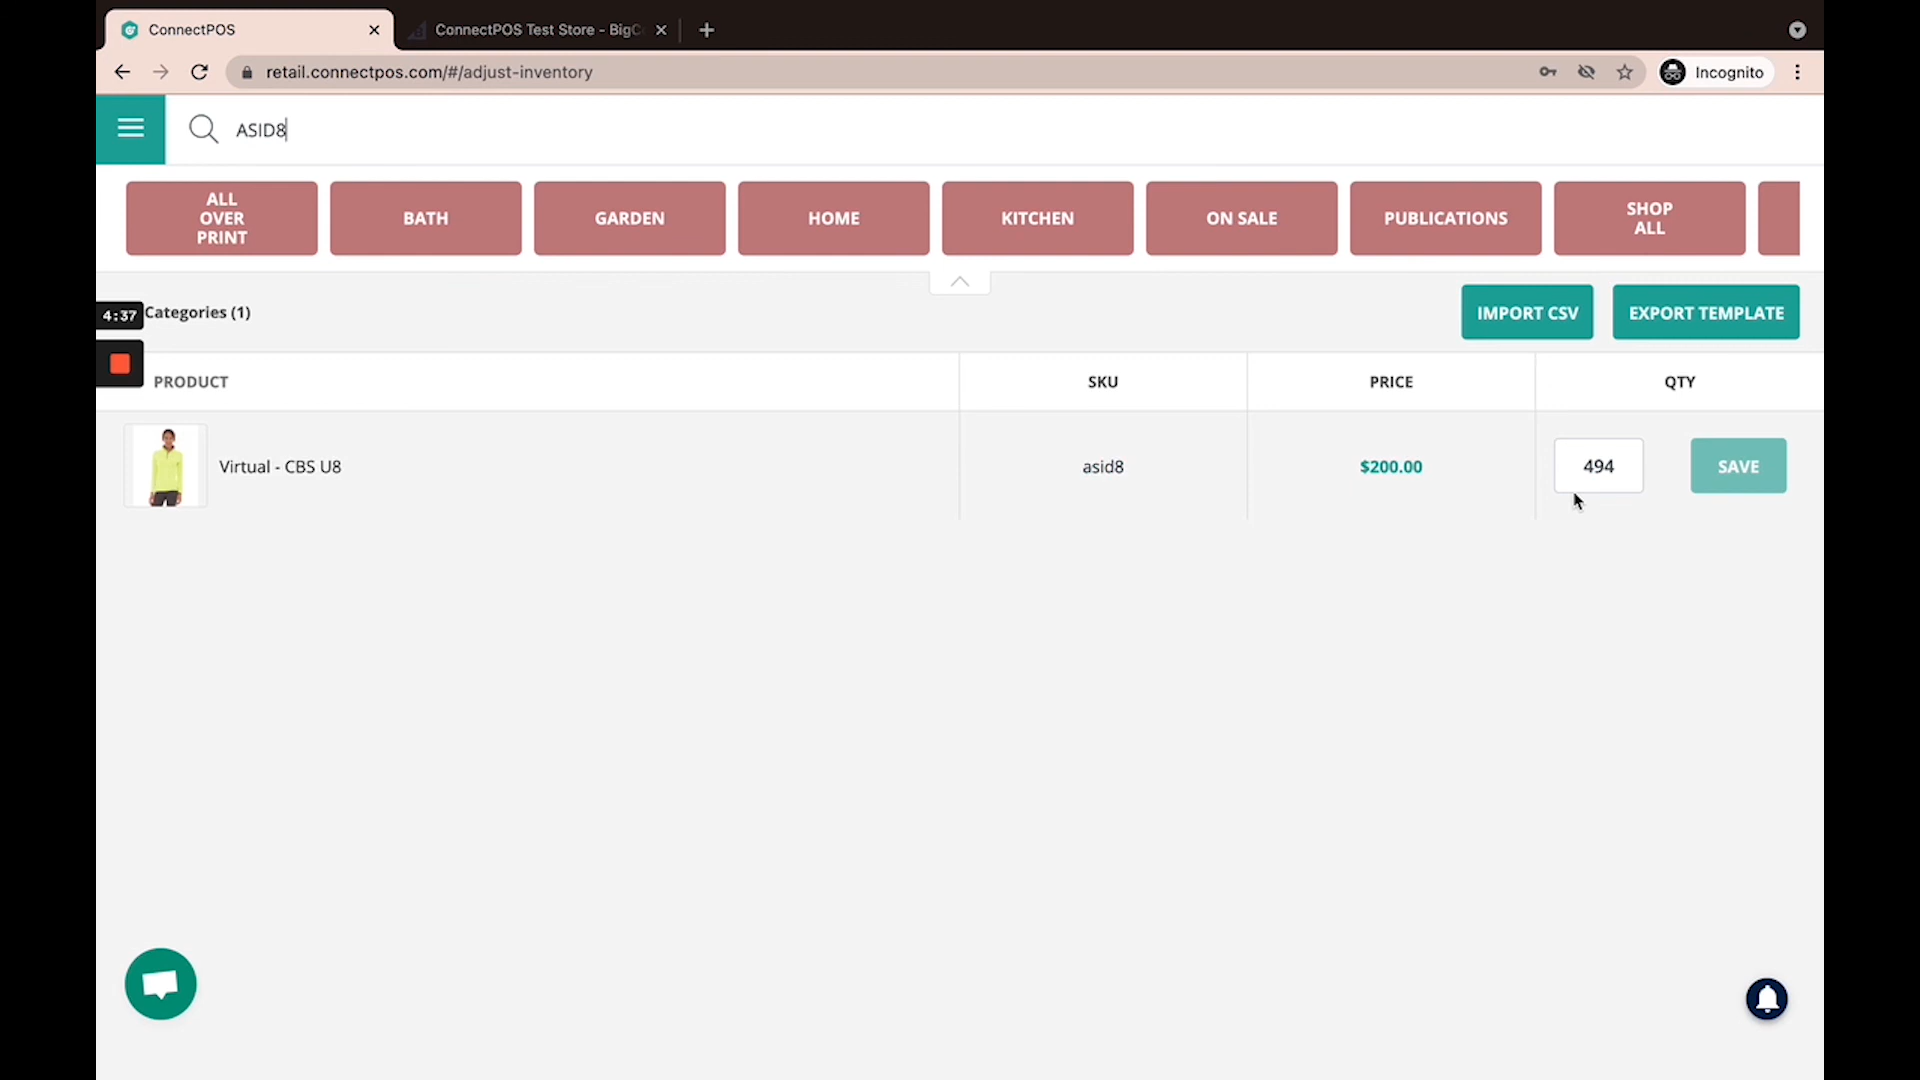 ConnectPOS
ConnectPOS Test Store - BigC
retail.connectpos.com/#/adjust-inventory
Incognito
ASID8
ALL
OVER
PRINT
BATH
GARDEN
HOME
KITCHEN
ON SALE
PUBLICATIONS
SHOP
ALL
4:37
Categories (1)
IMPORT CSV
EXPORT TEMPLATE
PRODUCT
SKU
PRICE
QTY
Virtual - CBS U8
asid8
$200.00
494
SAVE